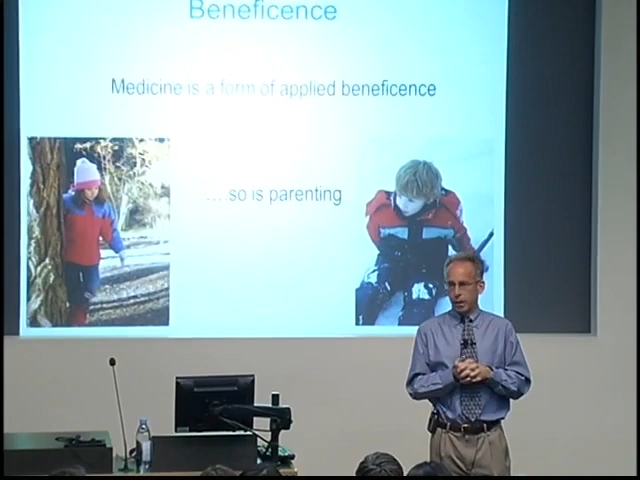 Beneficence
Medicine is a form of applied beneficence
....so is parenting